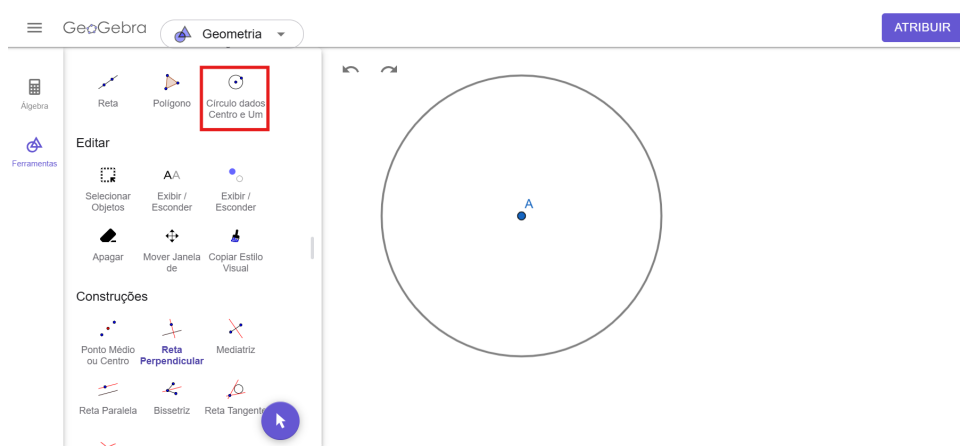 GeoGebra
Geometria
ATRIBUIR
Álgebra
Ferramentas
Reta
Polígono
Círculo dados
Centro e Um
Editar
Selecionar
Objetos
AA
Exibir /
Esconder
Exibir /
Esconder
Apagar
Mover Janela
de
Copiar Estilo
Visual
Construções
Ponto Médio
ou Centro
Reta
Perpendicular
Mediatriz
Reta Paralela
Bissetriz
Reta Tangente
A